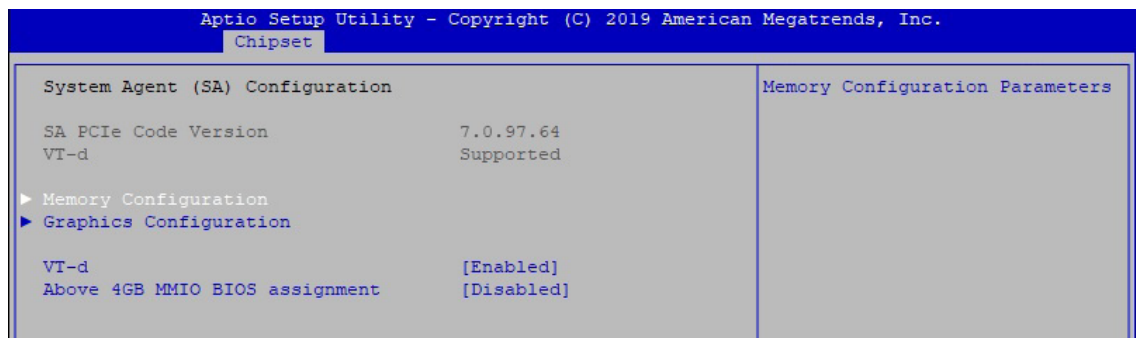 Aptio Setup Utility - Copyright (C) 2019 American Megatrends, Inc.
Chipset
System Agent (SA) Configuration
Memory Configuration Parameters
SA PCIe Code Version 7.0.97.64
VT-d Supported
► Memory Configuration
► Graphics Configuration
VT-d [Enabled]
Above 4GB MMIO BIOS assignment [Disabled]